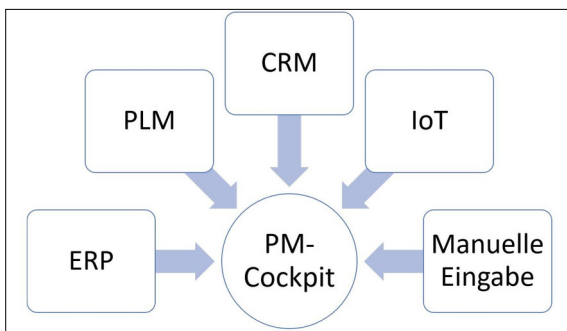 CRM
PLM
IoT
ERP
PM-
Cockpit
Manuelle
Eingabe